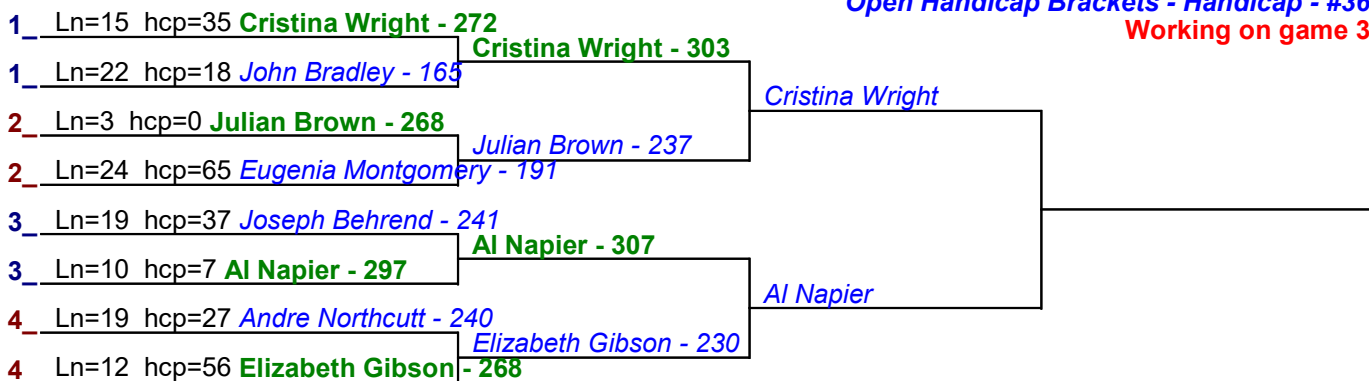 Open Handicap Brackets - Handicap - #36
Working on game 3
1_ Ln=15 hcp=35 Cristina Wright - 272
Cristina Wright - 303
1_ Ln=22 hcp=18 John Bradley - 165
Cristina Wright
2_ Ln=3 hcp=0 Julian Brown - 268
Julian Brown - 237
2_ Ln=24 hcp=65 Eugenia Montgomery - 191
3_ Ln=19 hcp=37 Joseph Behrend - 241
Al Napier - 307
3_ Ln=10 hcp=7 Al Napier - 297
Al Napier
4_ Ln=19 hcp=27 Andre Northcutt - 240
Elizabeth Gibson - 230
4 Ln=12 hcp=56 Elizabeth Gibson - 268